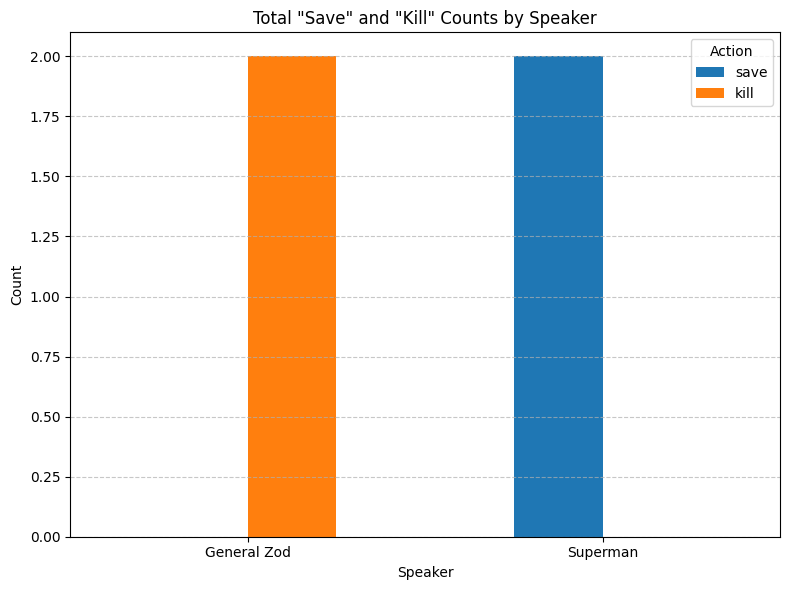 Total "Save" and "Kill" Counts by Speaker
Action
save
kill
2.00
1.75
1.50
1.25
1.00
0.75
0.50
0.25
0.00
Count
General Zod
Superman
Speaker